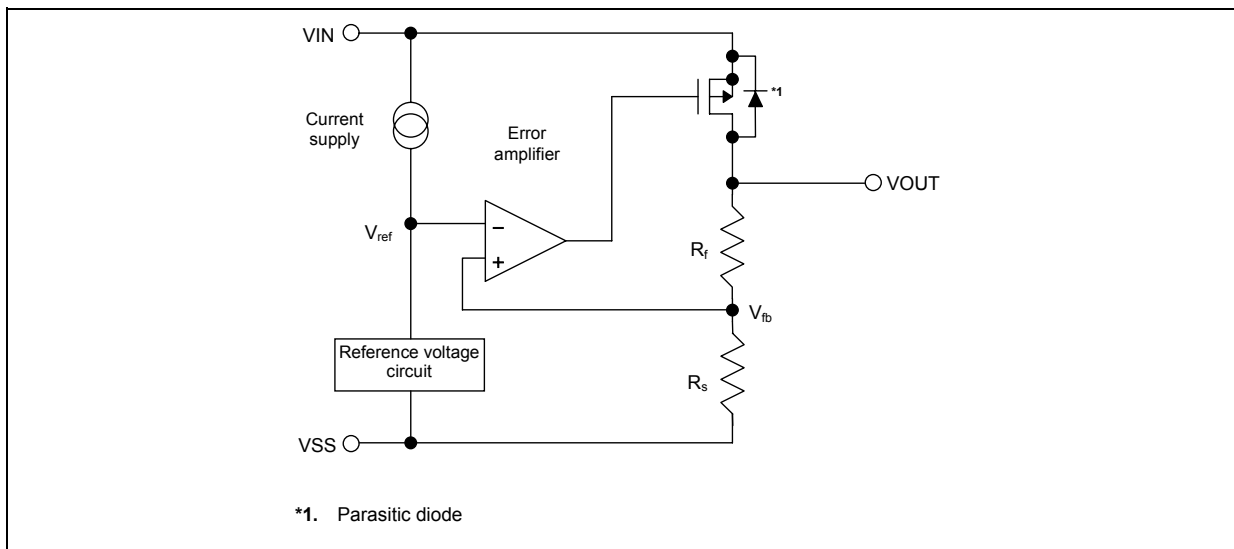 VIN
*1
Current
supply
Error
amplifier
VOUT
Vref
−
+
Rf
Vfb
Reference voltage
circuit
Rs
VSS
*1. Parasitic diode